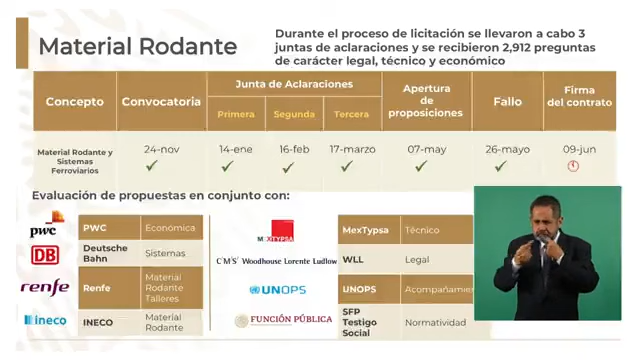 Material Rodante
Durante el proceso de licitación se llevaron a cabo 3
juntas de aclaraciones y se recibieron 2,912 preguntas
de carácter legal, técnico y económico
Concepto
Convocatoria
Junta de Aclaraciones
Primera
Segunda
Tercera
Apertura
de
proposiciones
Fallo
Firma
del contrato
Material Rodante y
Sistemas
Ferroviarios
24-nov
14-ene
16-feb
17-marzo
07-may
26-mayo
09-jun
Evaluación de propuestas en conjunto con:
pwc
PWC
Económica
DB
Deutsche
Bahn
Sistemas
renfe
Renfe
Material
Rodante
Talleres
ineco
INECO
Material
Rodante
MEXTYPSA
MexTypsa
Técnico
C'M'S' Woodhouse Lorente Ludlow
WLL
Legal
UNOPS
UNOPS
Acompañamien
FUNCIÓN PÚBLICA
SFP
Testigo
Social
Normatividad